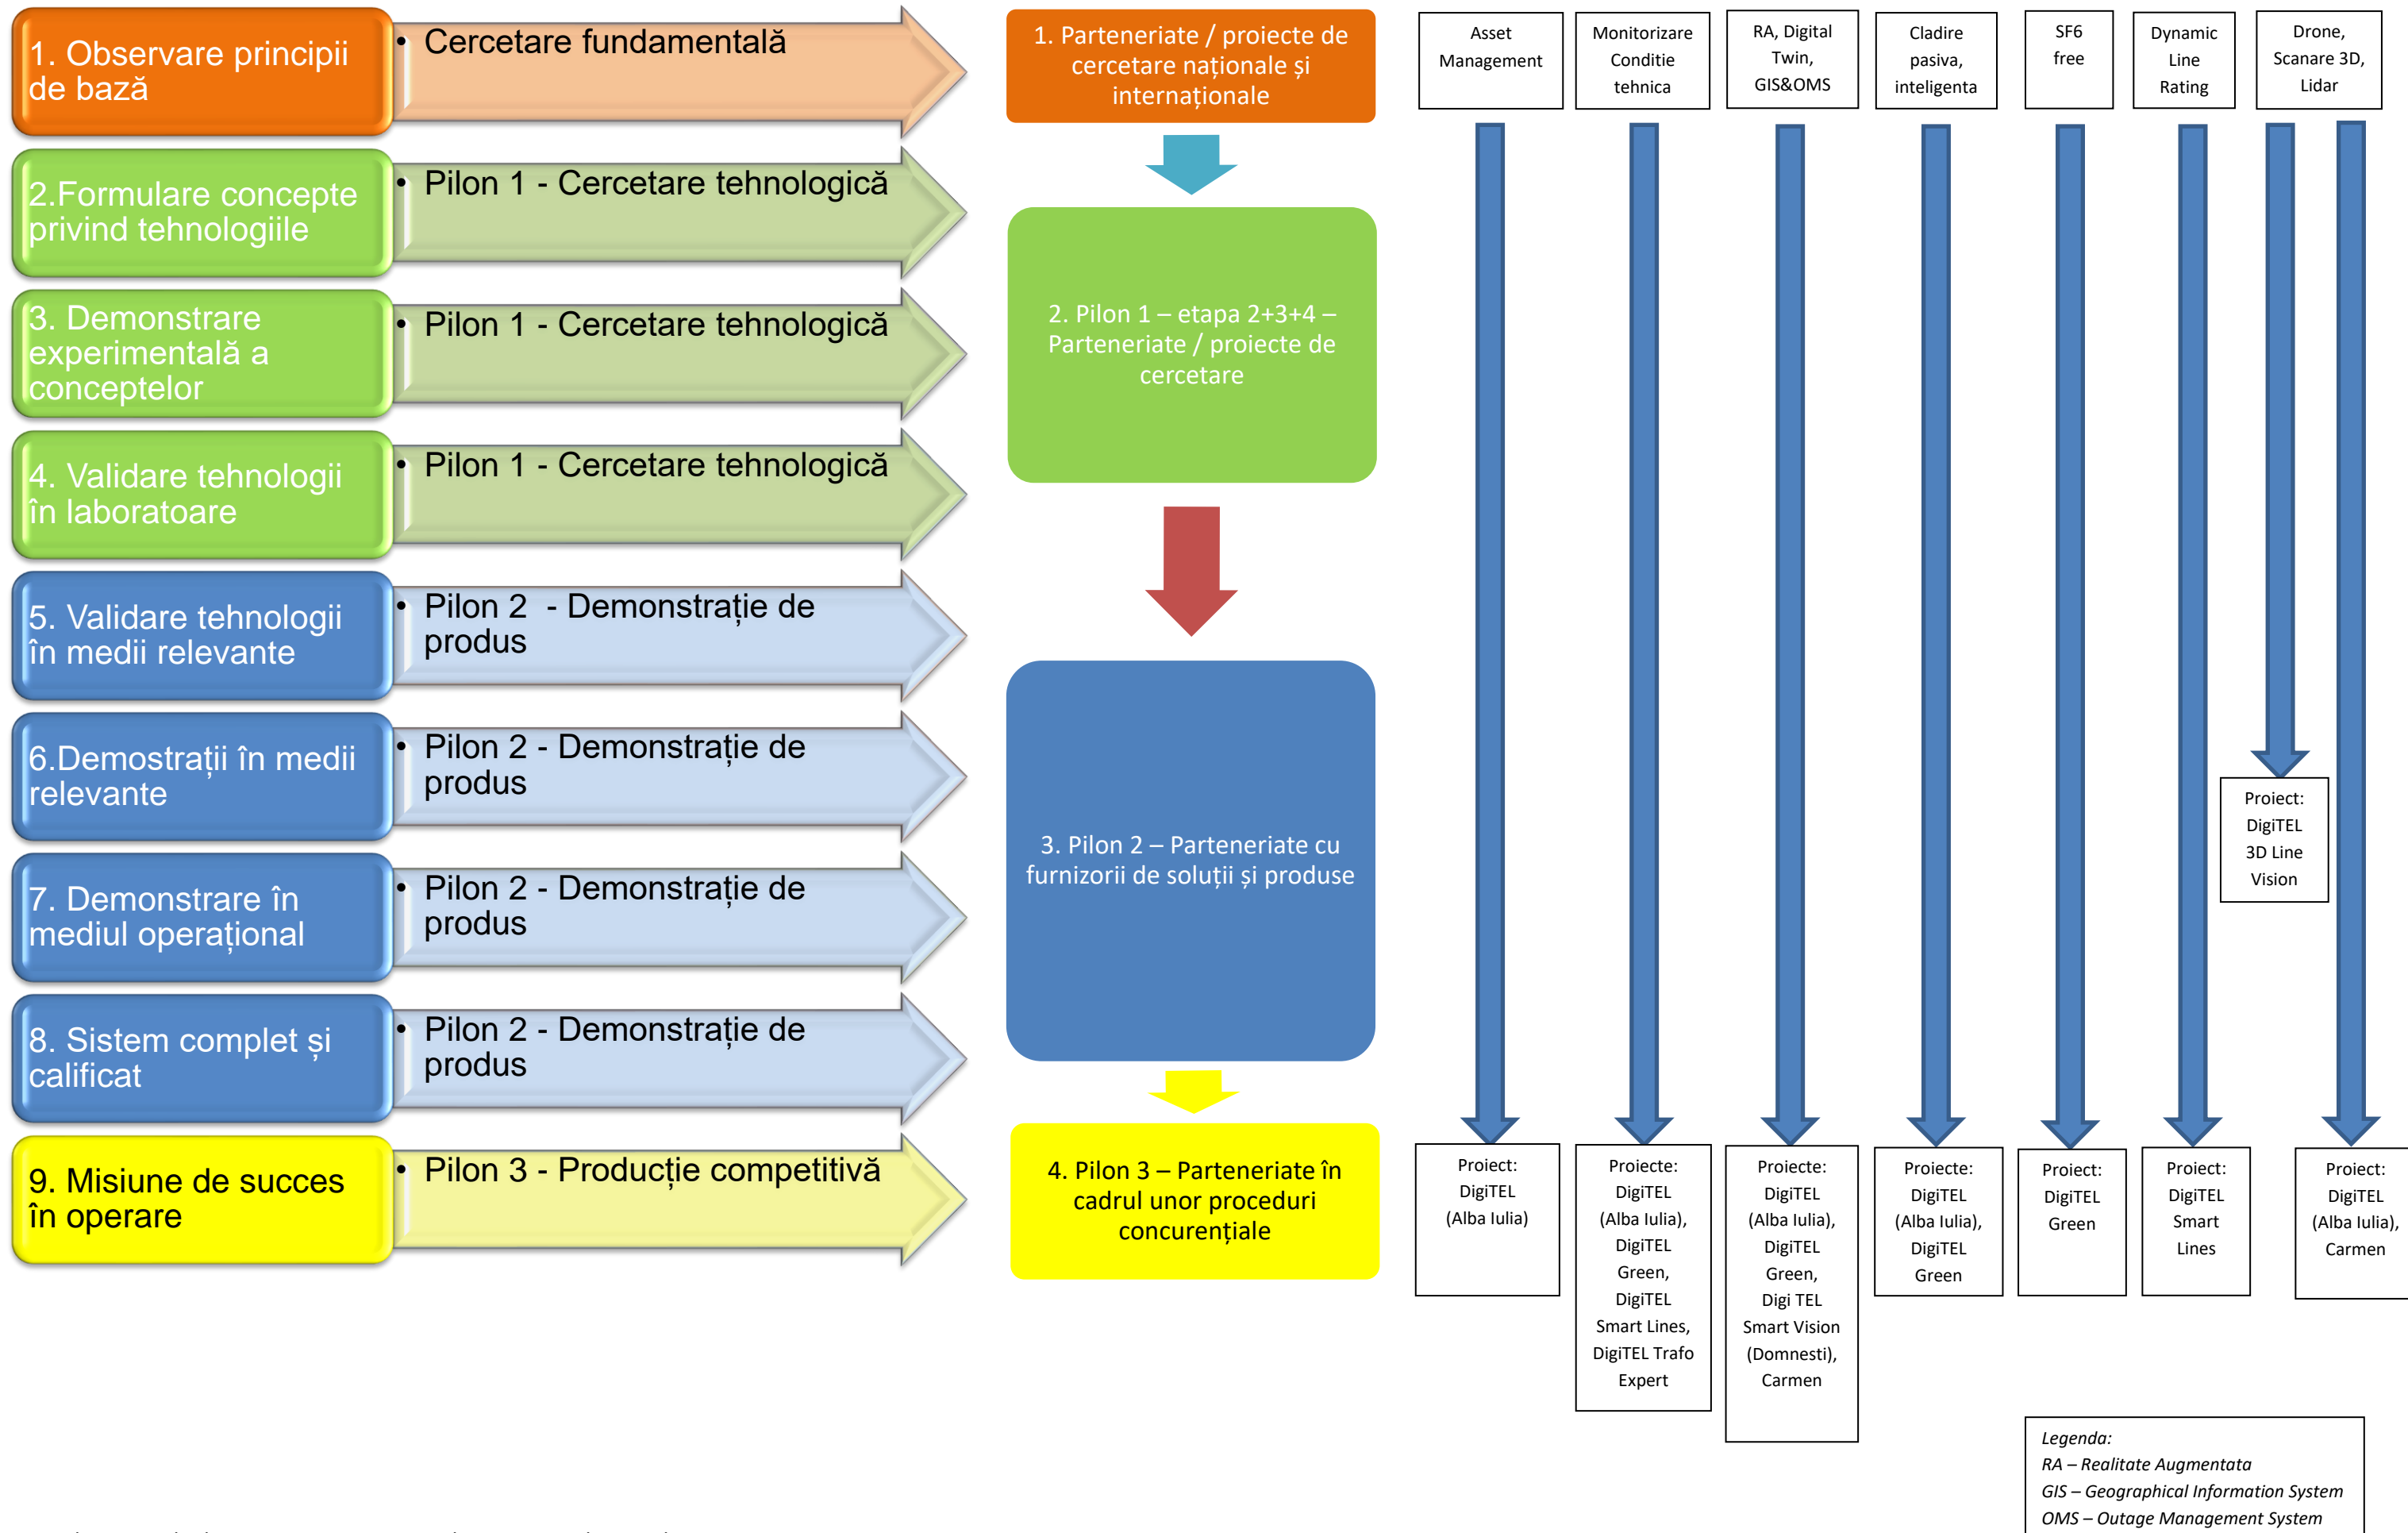 1. Observare principii
de bază
• Cercetare fundamentală
2.Formulare concepte
privind tehnologiile
• Pilon 1 - Cercetare tehnologică
3. Demonstrare
experimentală a
conceptelor
• Pilon 1 - Cercetare tehnologică
4. Validare tehnologii
în laboratoare
• Pilon 1 - Cercetare tehnologică
5. Validare tehnologii
în medii relevante
• Pilon 2  - Demonstrație de
produs
6.Demostrații în medii
relevante
• Pilon 2 - Demonstrație de
produs
7. Demonstrare în
mediul operațional
• Pilon 2 - Demonstrație de
produs
8. Sistem complet și
calificat
• Pilon 2 - Demonstrație de
produs
9. Misiune de succes
în operare
• Pilon 3 - Producție competitivă
1. Parteneriate / proiecte de
cercetare naționale și
internaționale
2. Pilon 1 – etapa 2+3+4 –
Parteneriate / proiecte de
cercetare
3. Pilon 2 – Parteneriate cu
furnizorii de soluții și produse
4. Pilon 3 – Parteneriate în
cadrul unor proceduri
concurențiale
Asset
Management
Monitorizare
Conditie
tehnica
RA, Digital
Twin,
GIS&OMS
Cladire
pasiva,
inteligenta
SF6
free
Dynamic
Line
Rating
Drone,
Scanare 3D,
Lidar
Proiect:
DigiTEL
3D Line
Vision
Proiect:
DigiTEL
(Alba Iulia)
Proiecte:
DigiTEL
(Alba Iulia),
DigiTEL
Green,
DigiTEL
Smart Lines,
DigiTEL Trafo
Expert
Proiecte:
DigiTEL
(Alba Iulia),
DigiTEL
Green,
Digi TEL
Smart Vision
(Domnesti),
Carmen
Proiecte:
DigiTEL
(Alba Iulia),
DigiTEL
Green
Proiect:
DigiTEL
Green
Proiect:
DigiTEL
Smart
Lines
Proiect:
DigiTEL
(Alba Iulia),
Carmen
Legenda:
RA – Realitate Augmentata
GIS – Geographical Information System
OMS – Outage Management System